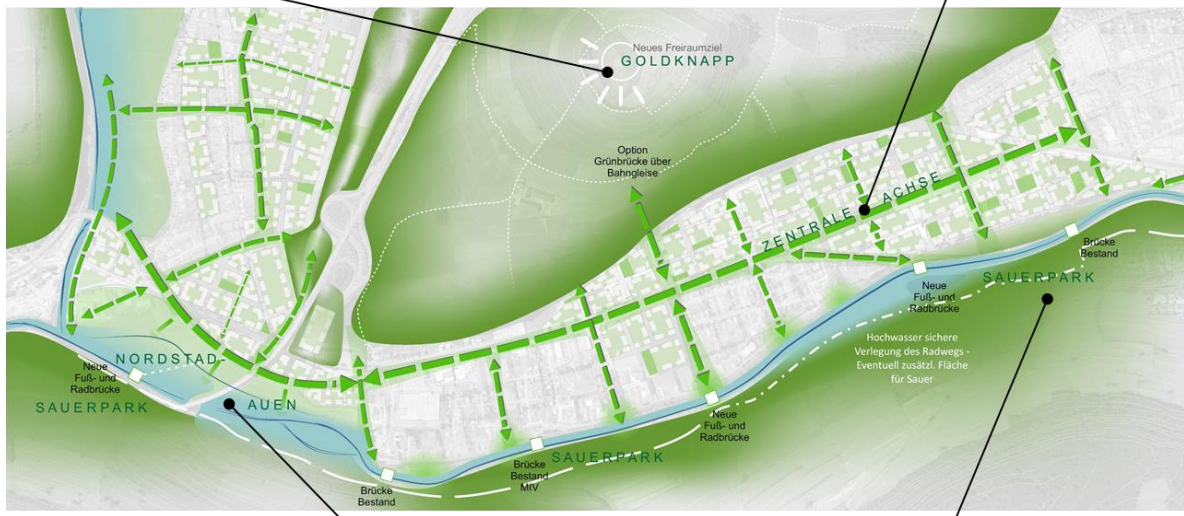 Neues Freiraumziel
GOLDKNAPP
Option
Grünbrücke über
Bahngleise
ZENTRALE ACHSE
Brücke
Bestand
SAUERPARK
Neue
Fuß- und
Radbrücke
Hochwasser sichere
Verlegung des Radwegs -
Eventuell zusätzl. Fläche
für Sauer
NORDSTAD-
Neue
Fuß- und
Radbrücke
SAUERPARK
AUEN
Neue
Fuß- und
Radbrücke
SAUERPARK
Brücke
Bestand
MIV
Brücke
Bestand